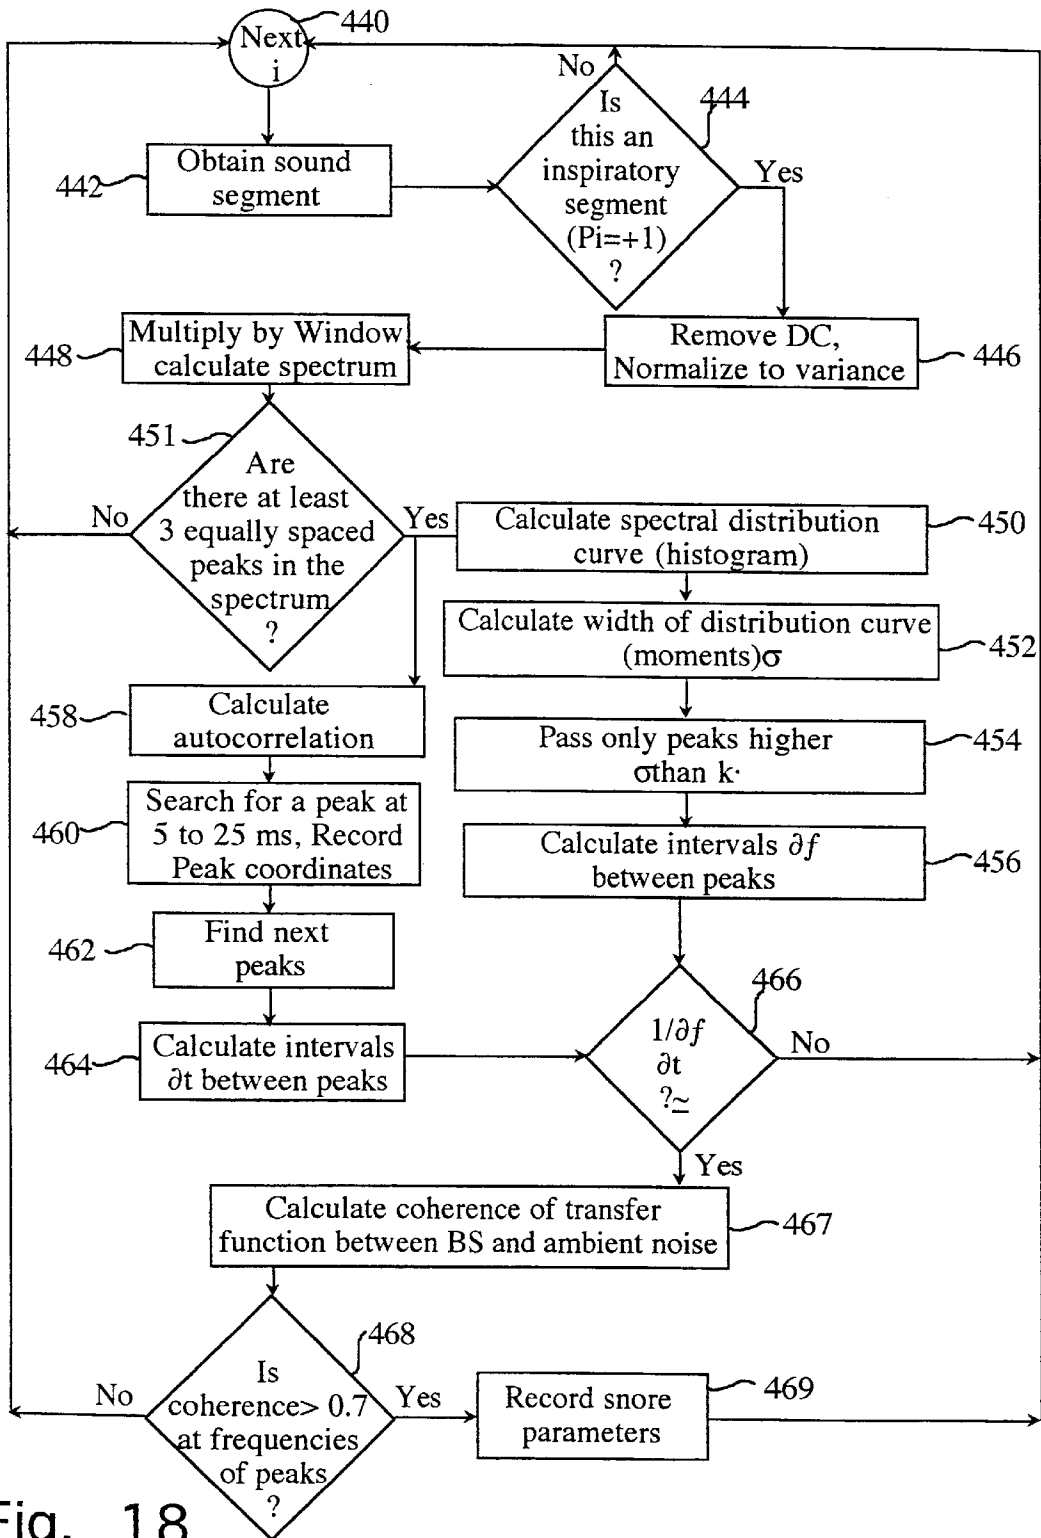 440
Next
i
No
444
Is
this an
inspiratory
segment
(Pi=+1)
?
Yes
442
Obtain sound
segment
448
Multiply by Window
calculate spectrum
Remove DC,
Normalize to variance
446
451
Are
there at least
3 equally spaced
peaks in the
spectrum
?
No
Yes
Calculate spectral distribution
curve (histogram)
450
Calculate width of distribution curve
(moments)σ
452
458
Calculate
autocorrelation
Pass only peaks higher
σthan k·
454
460
Search for a peak at
5 to 25 ms, Record
Peak coordinates
Calculate intervals ∂f
between peaks
456
462
Find next
peaks
466
464
Calculate intervals
∂t between peaks
1/∂f
∂t
?≃
No
Yes
Calculate coherence of transfer
function between BS and ambient noise
467
468
No
Is
coherence> 0.7
at frequencies
of peaks
?
Yes
Record snore
parameters
469
Fig. 18